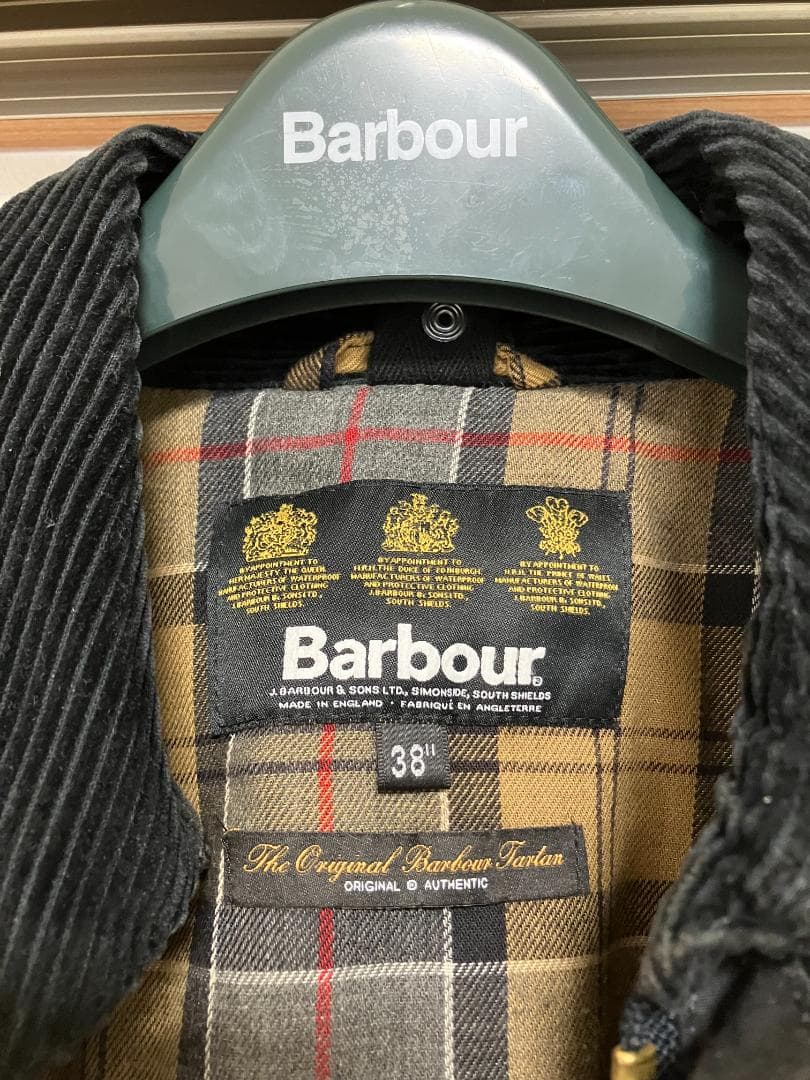 Barbour
BY APPOINTMENT TO
HER MAJESTY THE QUEEN
MANUFACTURERS OF WATERPROOF
AND PROTECTIVE CLOTHING
J.BARBOUR & SONS LTD.,
SOUTH SHIELDS.
BY APPOINTMENT TO
H.R.H. THE DUKE OF EDINBURGH
MANUFACTURERS OF WATERPROOF
AND PROTECTIVE CLOTHING
J.BARBOUR & SONS LTD.
SOUTH SHIELDS.
BY APPOINTMENT TO
H.R.H. THE PRINCE OF WALES
MANUFACTURERS OF WATERPROOF
AND PROTECTIVE CLOTHING
J.BARBOUR & SONS LTD.
SOUTH SHIELDS.
Barbour®
J. BARBOUR & SONS LTD., SIMONSIDE, SOUTH SHIELDS
MADE IN ENGLAND · FABRIQUÉ EN ANGLETERRE
38"
The Original Barbour Tartan
ORIGINAL © AUTHENTIC